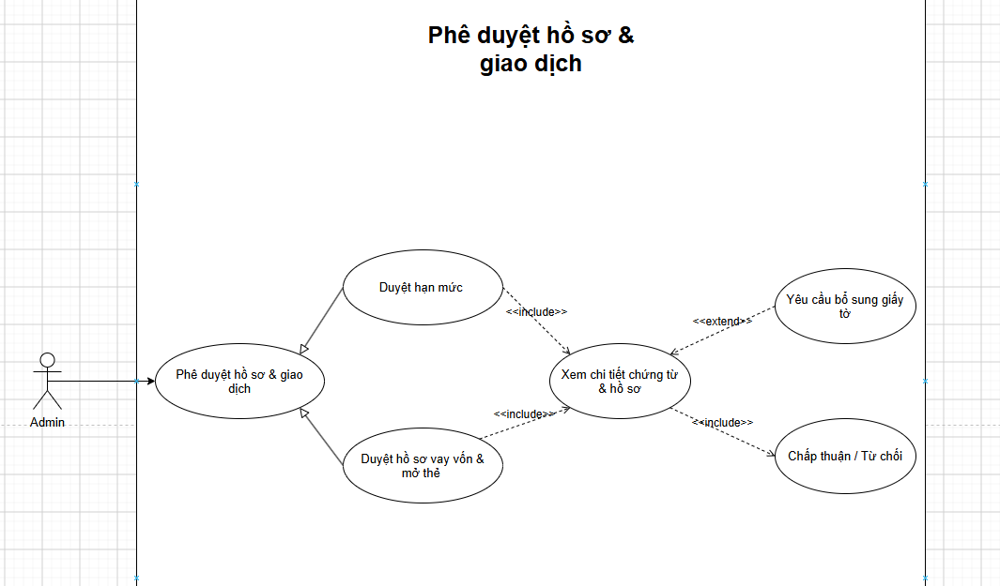 Phê duyệt hồ sơ &
giao dịch
Duyệt hạn mức
<<include>>
Yêu cầu bổ sung giấy
tờ
<<extend>>
Phê duyệt hồ sơ & giao
dịch
Xem chi tiết chứng từ
& hồ sơ
Admin
<<include>>
<<include>>
Duyệt hồ sơ vay vốn &
mở thẻ
Chấp thuận / Từ chối